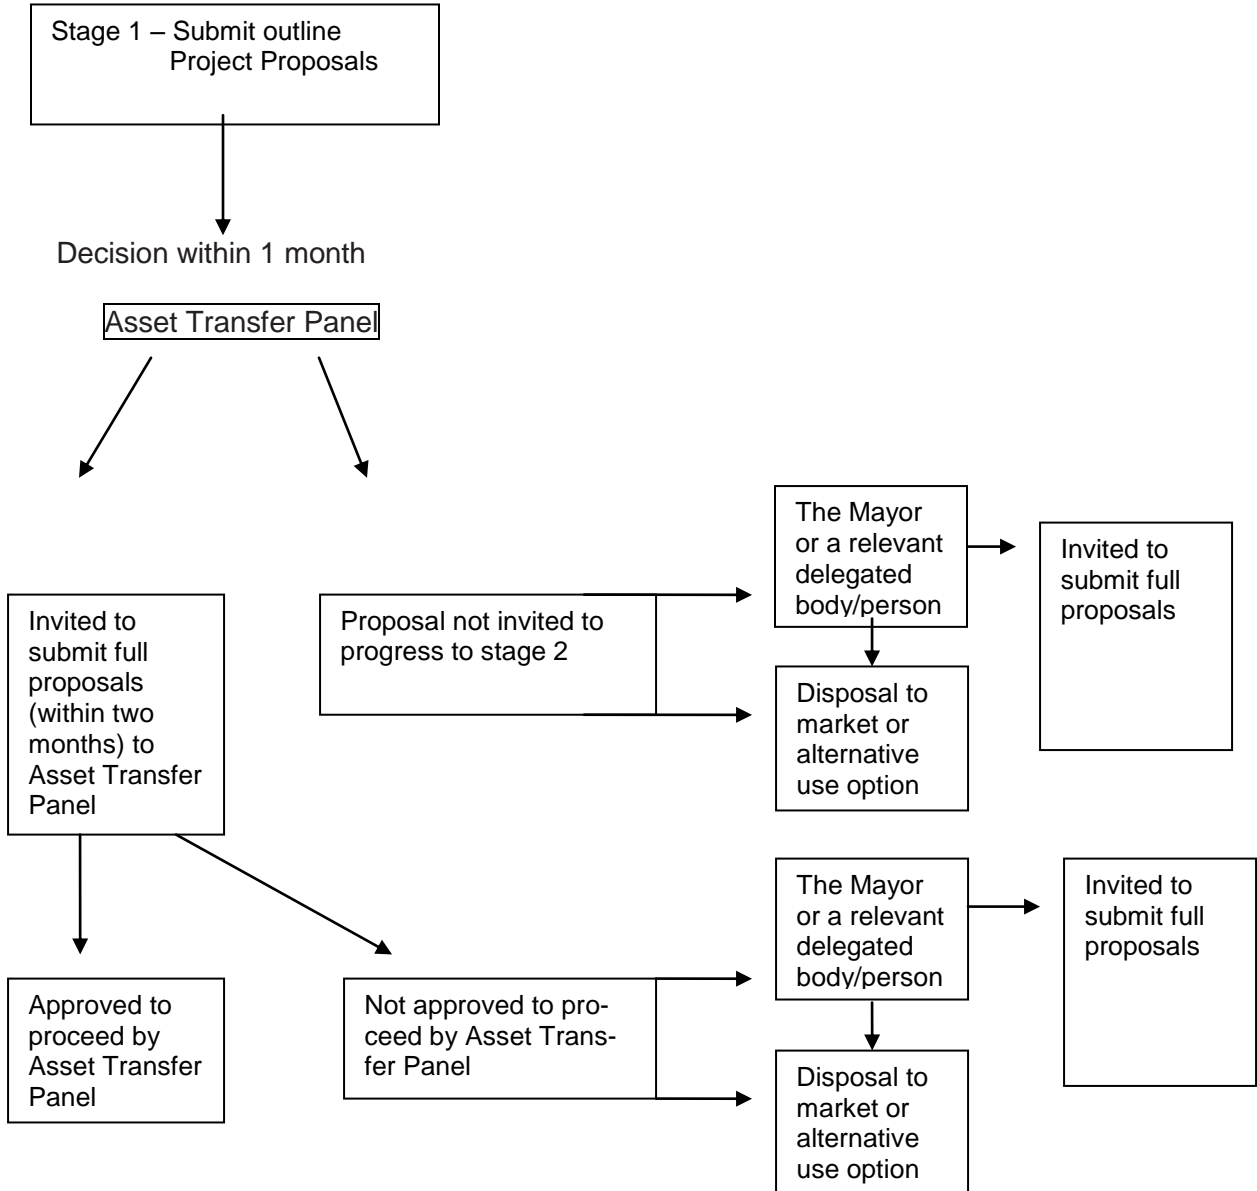 Stage 1 – Submit outline
Project Proposals
Decision within 1 month
Asset Transfer Panel
Invited to
submit full
proposals
(within two
months) to
Asset Transfer
Panel
Proposal not invited to
progress to stage 2
The Mayor
or a relevant
delegated
body/person
Invited to
submit full
proposals
Disposal to
market or
alternative
use option
Approved to
proceed by
Asset Transfer
Panel
Not approved to pro-
ceed by Asset Trans-
fer Panel
The Mayor
or a relevant
delegated
body/person
Invited to
submit full
proposals
Disposal to
market or
alternative
use option